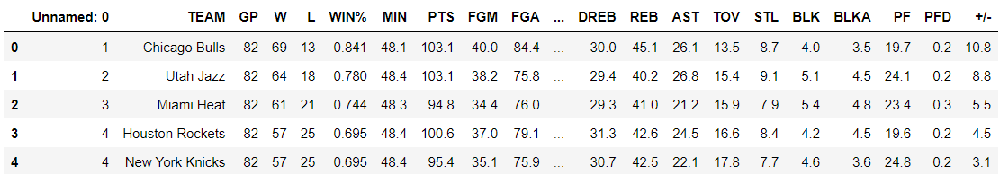 Unnamed: 0 TEAM GP W L WIN% MIN PTS FGM FGA ... DREB REB AST TOV STL BLK BLKA PF PFD +/-
0 1 Chicago Bulls 82 69 13 0.841 48.1 103.1 40.0 84.4 ... 30.0 45.1 26.1 13.5 8.7 4.0 3.5 19.7 0.2 10.8
1 2 Utah Jazz 82 64 18 0.780 48.4 103.1 38.2 75.8 ... 29.4 40.2 26.8 15.4 9.1 5.1 4.5 24.1 0.2 8.8
2 3 Miami Heat 82 61 21 0.744 48.3 94.8 34.4 76.0 ... 29.3 41.0 21.2 15.9 7.9 5.4 4.8 23.4 0.3 5.5
3 4 Houston Rockets 82 57 25 0.695 48.4 100.6 37.0 79.1 ... 31.3 42.6 24.5 16.6 8.4 4.2 4.5 19.6 0.2 4.5
4 4 New York Knicks 82 57 25 0.695 48.4 95.4 35.1 75.9 ... 30.7 42.5 22.1 17.8 7.7 4.6 3.6 24.8 0.2 3.1